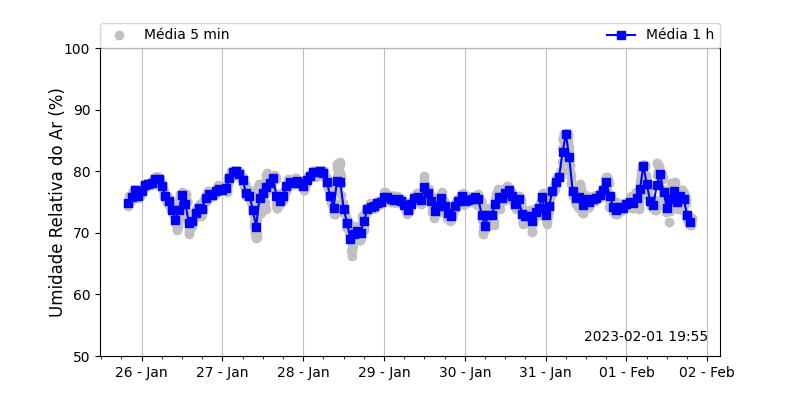 Média 5 min
Média 1 h
Umidade Relativa do Ar (%)
100
90
80
70
60
50
2023-02-01 19:55
26 - Jan
27 - Jan
28 - Jan
29 - Jan
30 - Jan
31 - Jan
01 - Feb
02 - Feb